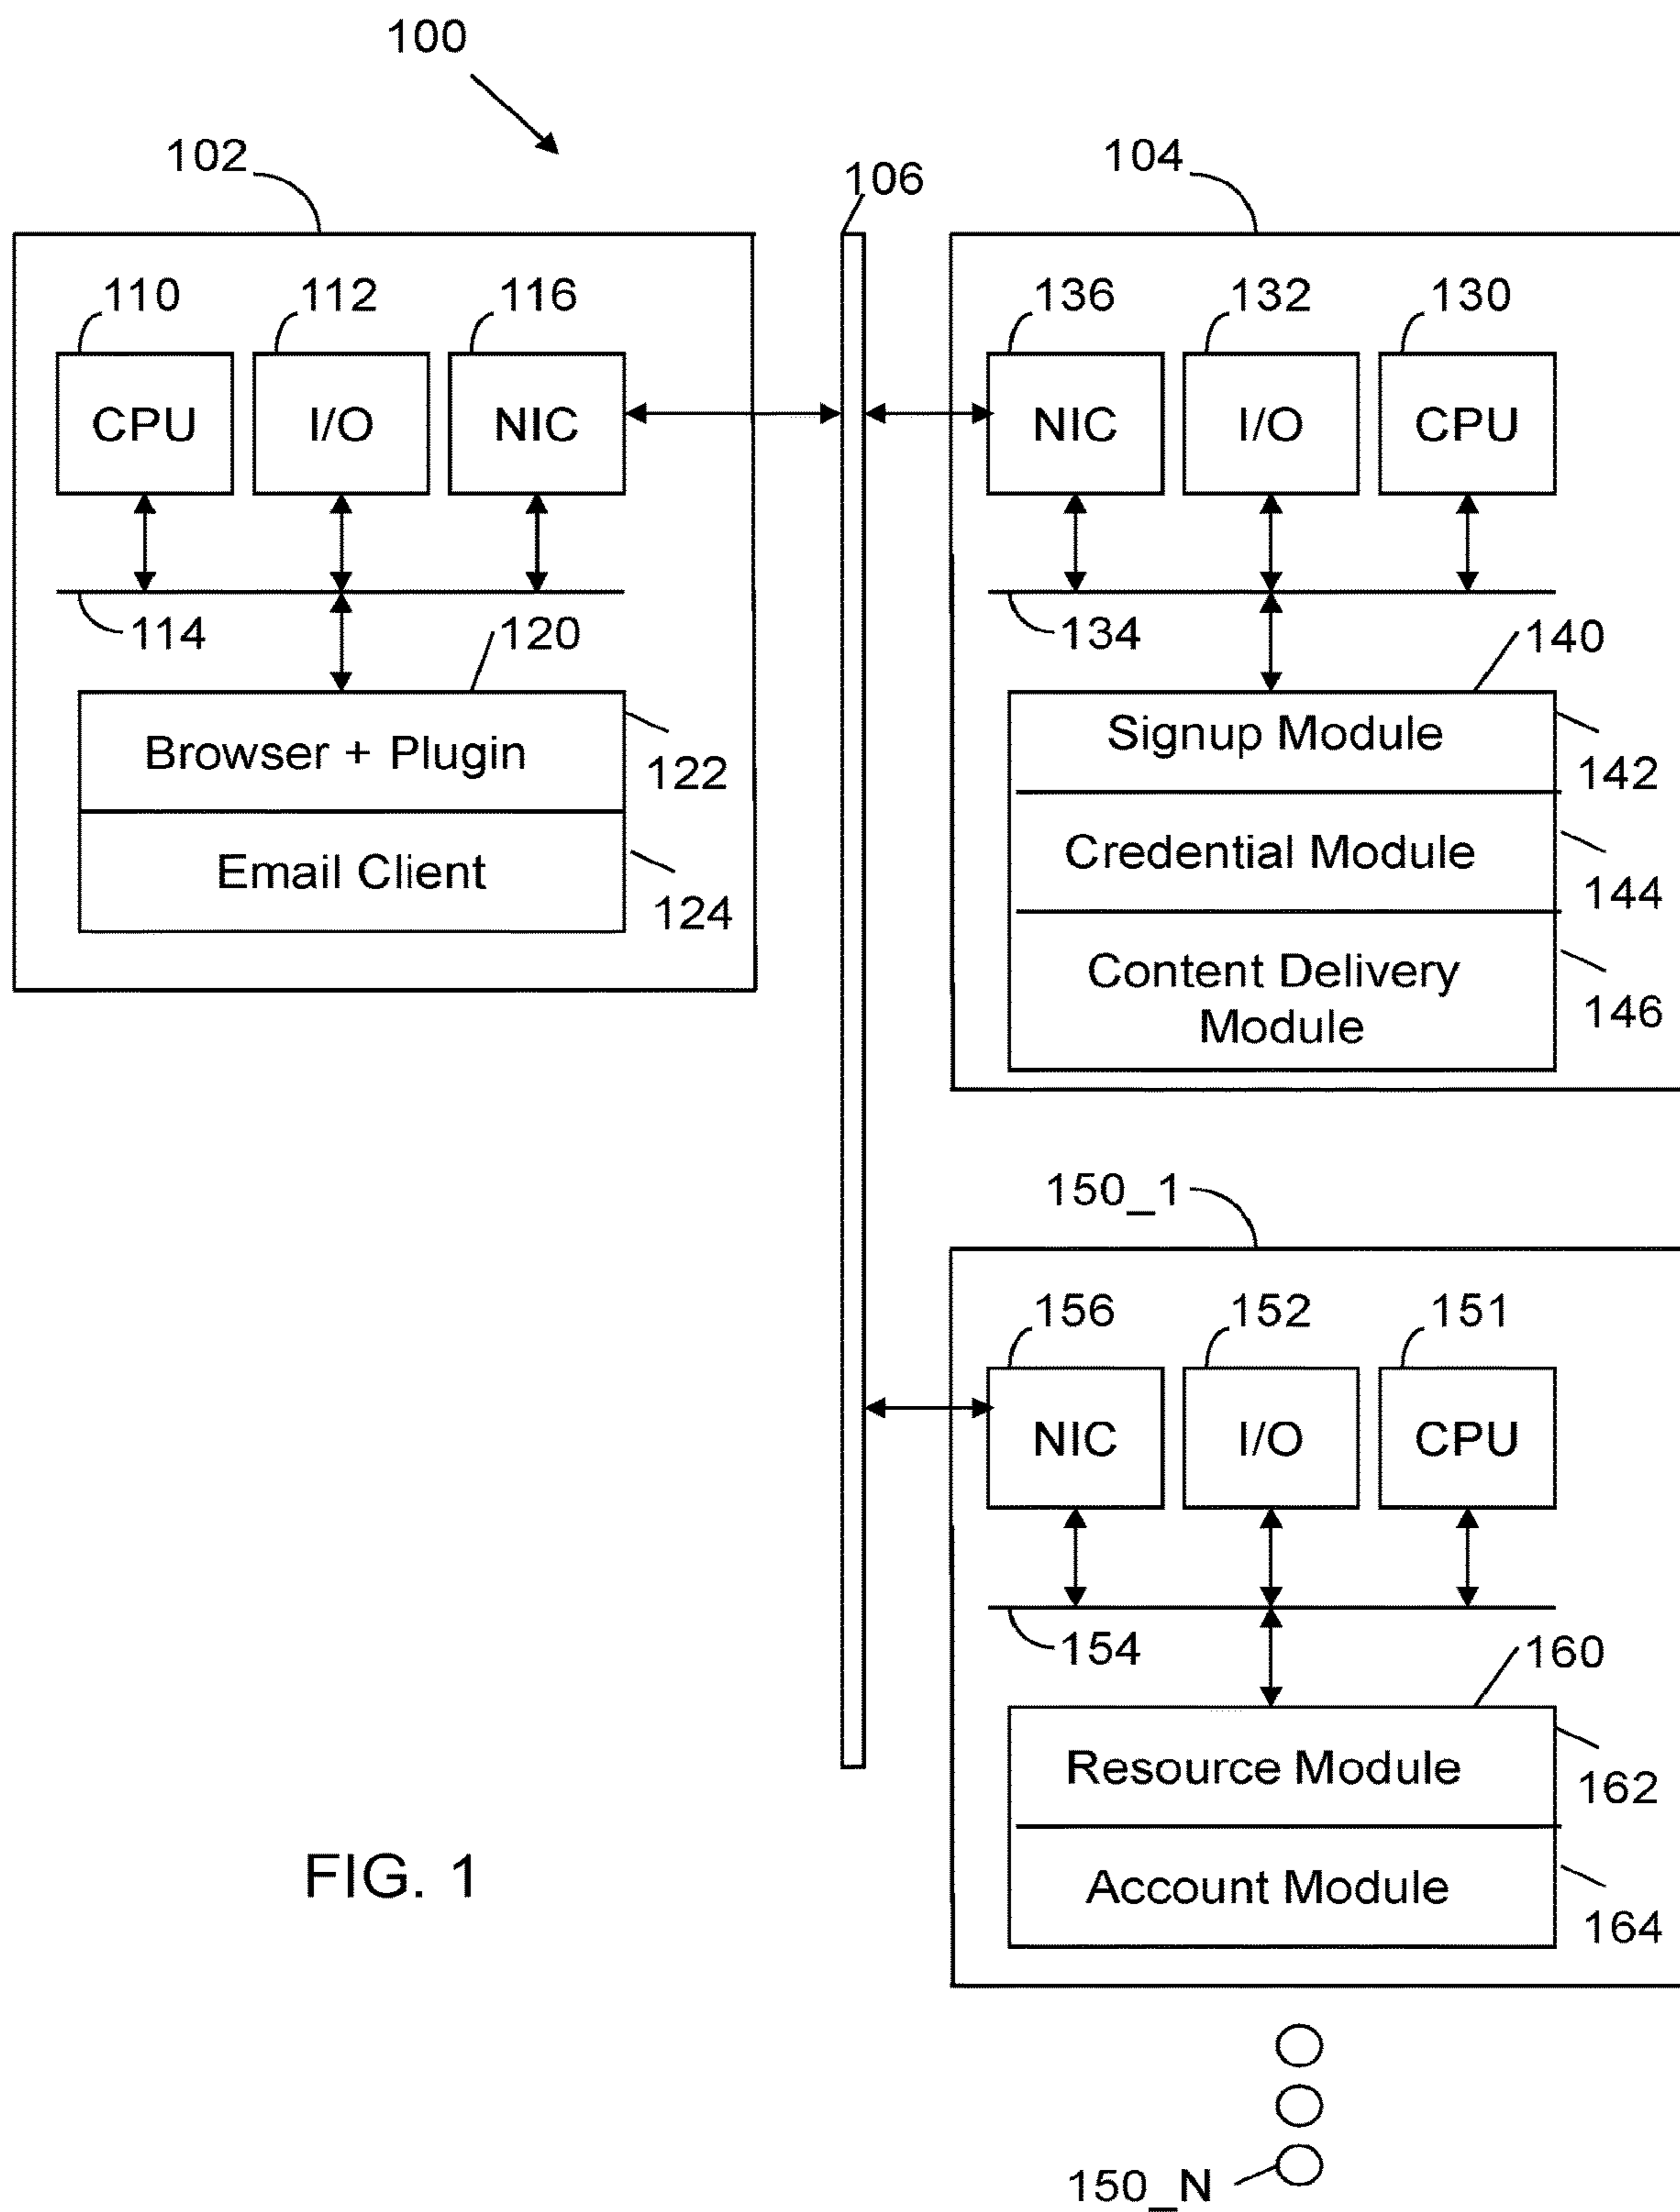 100
102
106
104
110
112
116
136
132
130
CPU
I/O
NIC
NIC
I/O
CPU
114
120
134
140
Browser + Plugin
122
Email Client
124
Signup Module
142
Credential Module
144
Content Delivery
Module
146
150_1
156
152
151
NIC
I/O
CPU
154
160
Resource Module
162
Account Module
164
FIG. 1
150_N